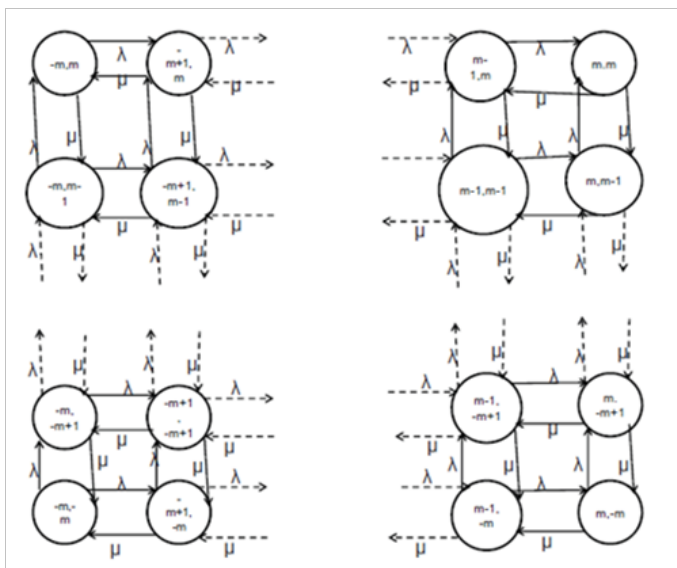 -m,m
λ
-
m+1,
m
λ
μ
μ
λ
μ
λ
μ
-m,m-
1
λ
-m+1,
m-1
λ
μ
μ
λ
μ
λ
μ
λ
m-
1,m
λ
m.m
μ
μ
λ
μ
λ
μ
m-1,m-1
λ
m,m-1
μ
μ
λ
μ
λ
μ
λ
μ
λ
μ
-m,
-m+1
λ
-m+1
-
-m+1
λ
μ
μ
λ
μ
λ
μ
-m,-
m
λ
-
m+1,
-m
λ
μ
μ
λ
μ
λ
μ
λ
m-1,
-m+1
λ
m.
-m+1
μ
μ
λ
μ
λ
μ
λ
m-1,
-m
λ
m,-m
μ
μ